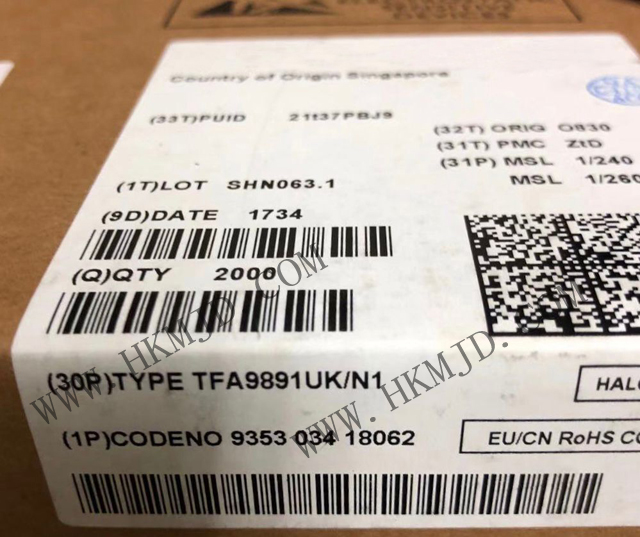 DEVICES
Country of Origin Singapore
(33T)PUID 21t37PBJ9
(32T) ORIG O830
(31T) PMC ZtD
(31P) MSL 1/240
MSL 1/260
(1T)LOT SHN063.1
(9D)DATE 1734
(Q)QTY 2000
(30P)TYPE TFA9891UK/N1
HALO
(1P)CODENO 9353 034 18062
EU/CN RoHS CO
WWW.HKMJD.COM
WWW.HKMJD.COM